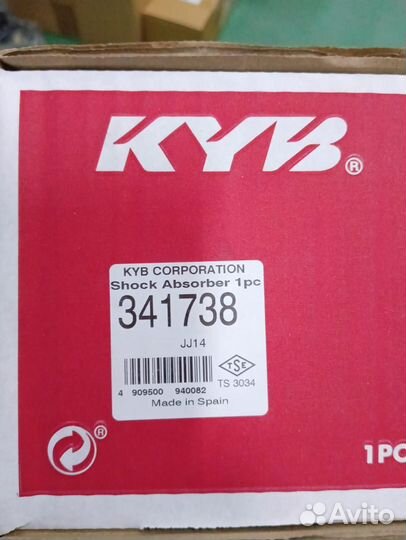 KYB®
KYB CORPORATION
Shock Absorber 1pc
341738
JJ14
TSE
TS 3034
4 909500 940082
Made in Spain
®
1PC
Avito